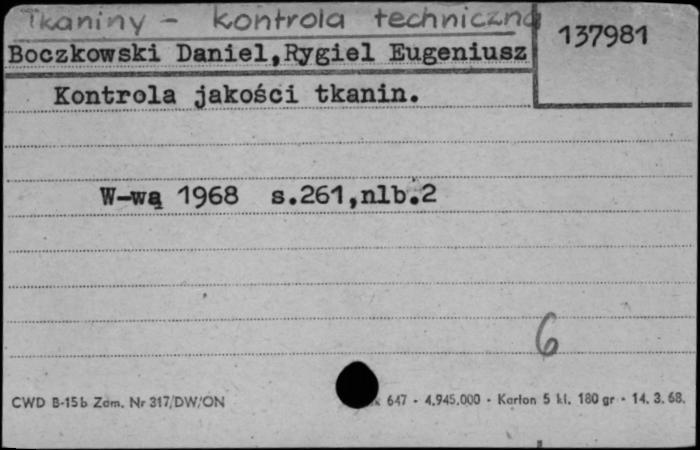 Tkaniny - kontrola techniczna
137981
Boczkowski Daniel,Rygiel Eugeniusz
Kontrola jakości tkanin.
W-wą 1968 s.261,nlb.2
6
CWD B-15b Zam. Nr 317/DW/ON 647 - 4.945.000 - Karton 5 kl. 180 gr - 14. 3. 68.